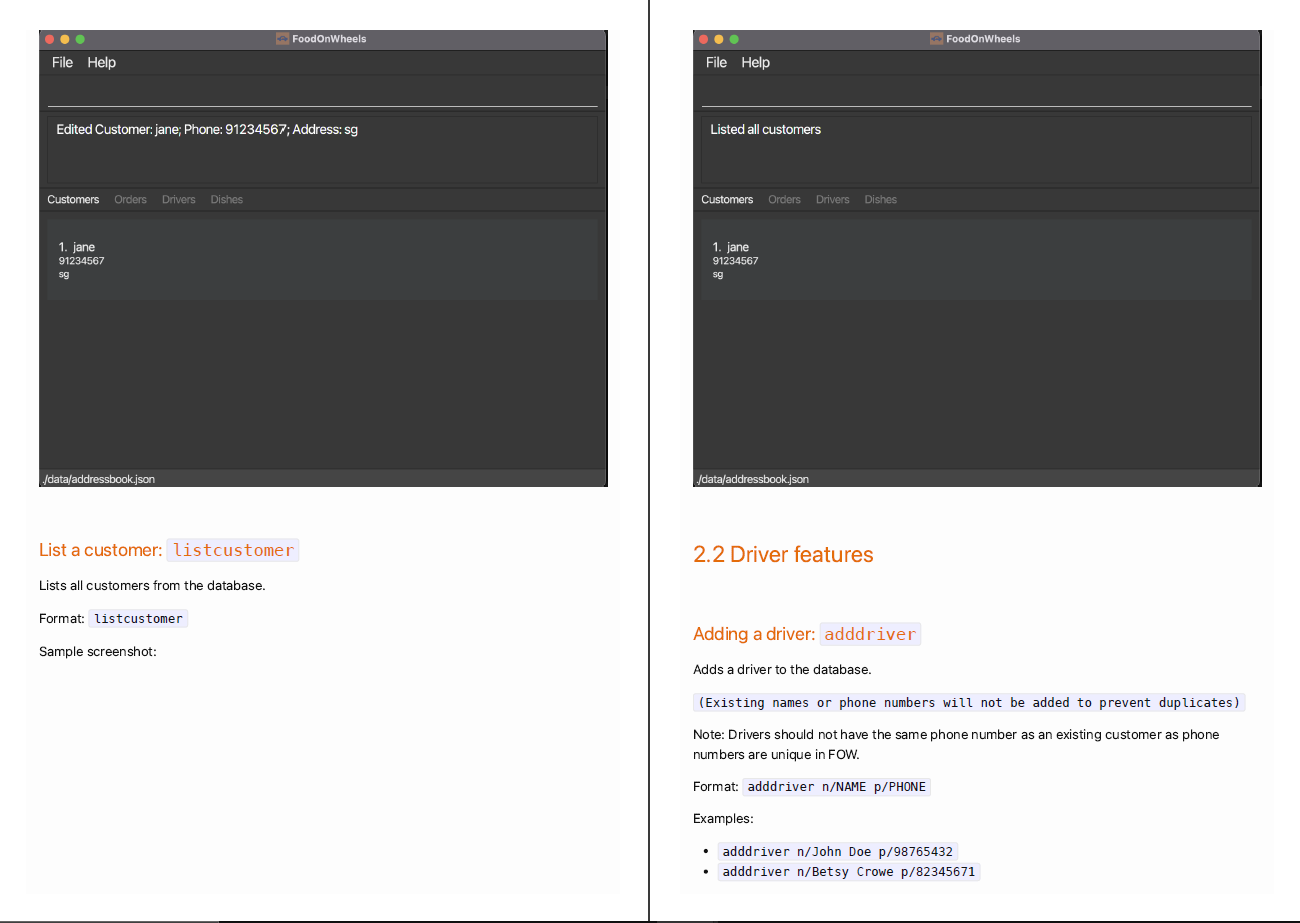 FoodOnWheels
File Help
Edited Customer: jane; Phone: 91234567; Address: sg
Customers Orders Drivers Dishes
1. jane
91234567
sg
./data/addressbook.json
List a customer: listcustomer
Lists all customers from the database.
Format: listcustomer
Sample screenshot:
FoodOnWheels
File Help
Listed all customers
Customers Orders Drivers Dishes
1. jane
91234567
sg
./data/addressbook.json
2.2 Driver features
Adding a driver: adddriver
Adds a driver to the database.
(Existing names or phone numbers will not be added to prevent duplicates)
Note: Drivers should not have the same phone number as an existing customer as phone
numbers are unique in FOW.
Format: adddriver n/NAME p/PHONE
Examples:
• adddriver n/John Doe p/98765432
• adddriver n/Betsy Crowe p/82345671